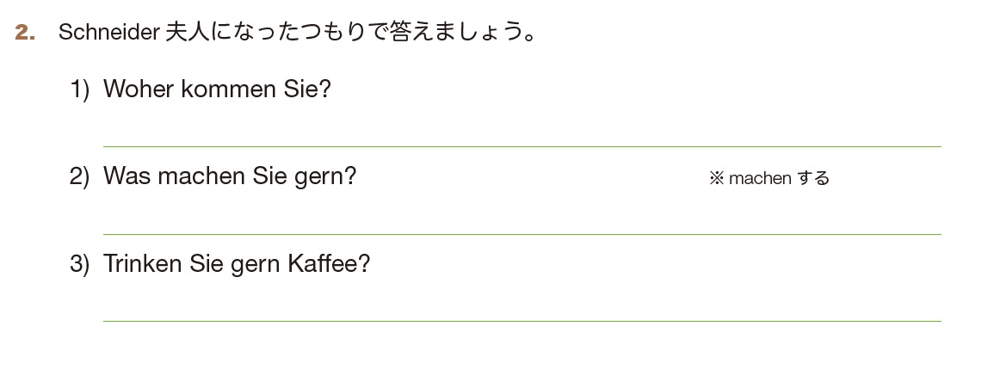 2. Schneider 夫人になったつもりで答えましょう。
1) Woher kommen Sie?
2) Was machen Sie gern? ※ machen する
3) Trinken Sie gern Kaffee?